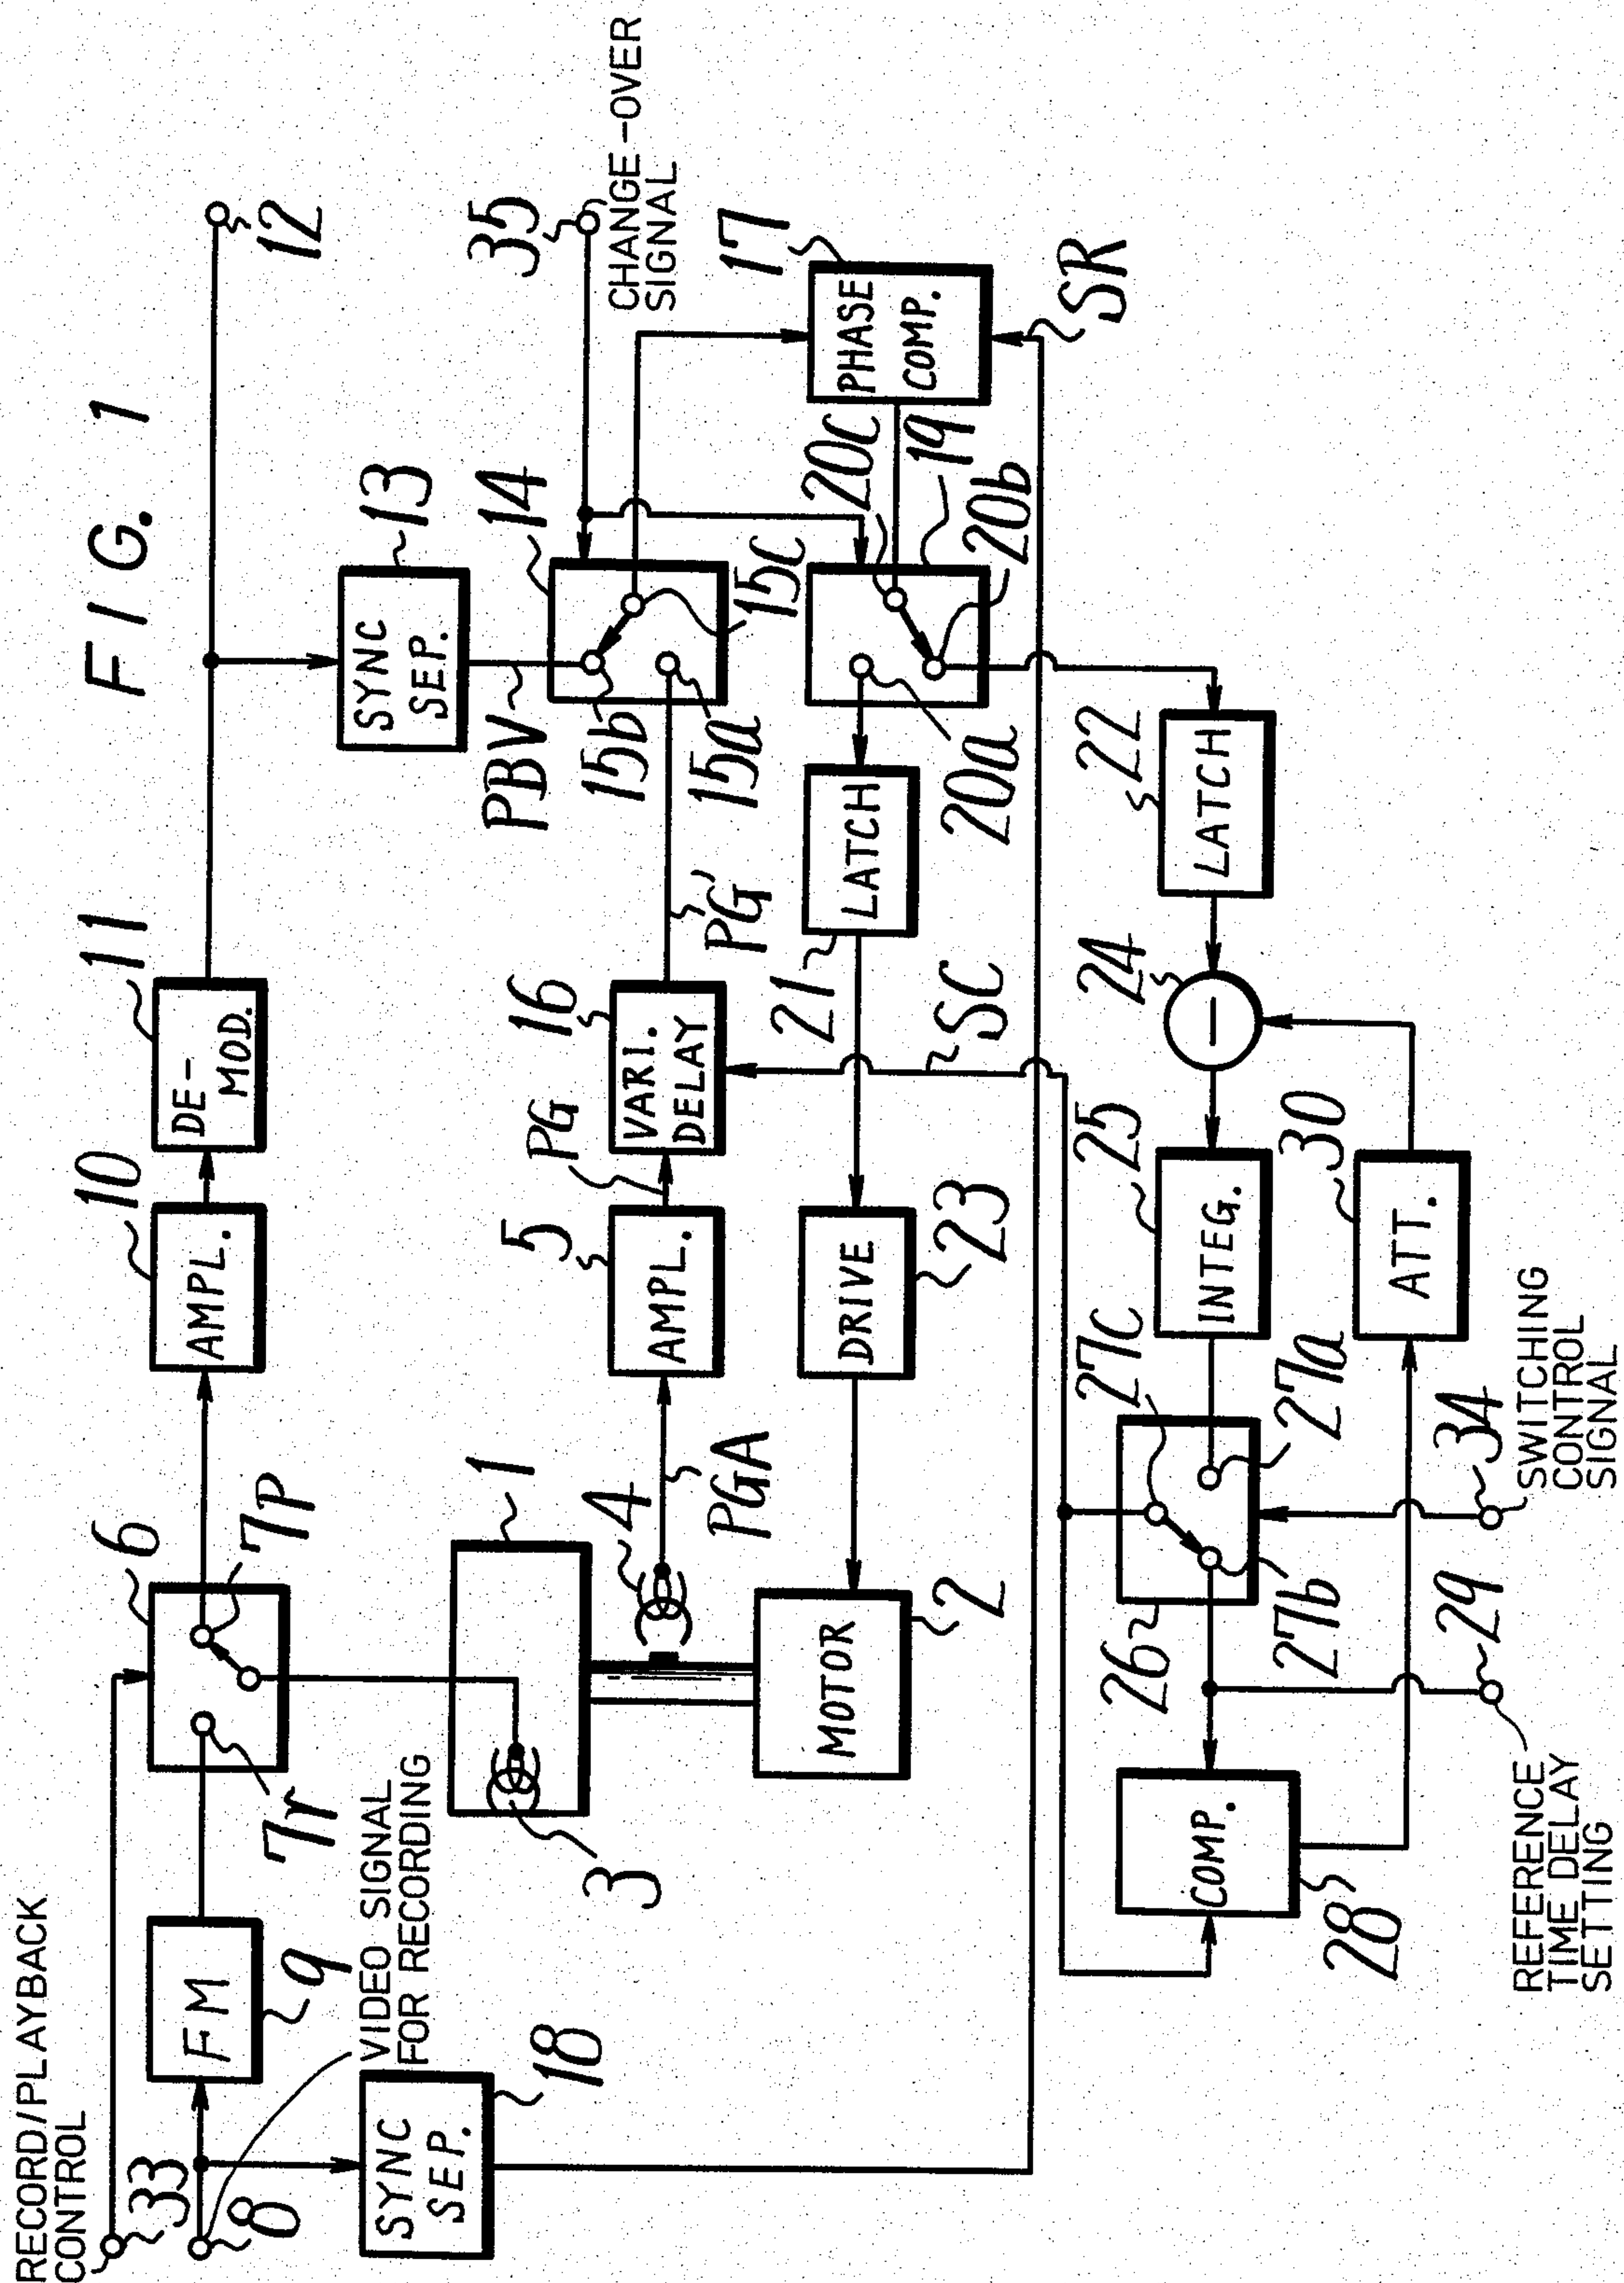 FIG. 1
RECORD/PLAYBACK
CONTROL
33
8
FM
9
VIDEO SIGNAL
FOR RECORDING
7r
6
7P
10
AMPL.
11
DE-
MOD.
12
SYNC
SEP.
13
SYNC
SEP.
18
3
1
4
PGA
5
AMPL.
PG
16
VARI.
DELAY
PG'
PBV
15b
15a
14
15C
35
CHANGE-OVER
SIGNAL
17
PHASE
COMP.
SR
MOTOR
2
DRIVE
23
21
LATCH
SC
20a
20C
19
20b
22
LATCH
24
—
25
INTEG.
30
ATT.
26
27C
27a
27b
COMP.
28
29
REFERENCE
TIME DELAY
SETTING
34
SWITCHING
CONTROL
SIGNAL